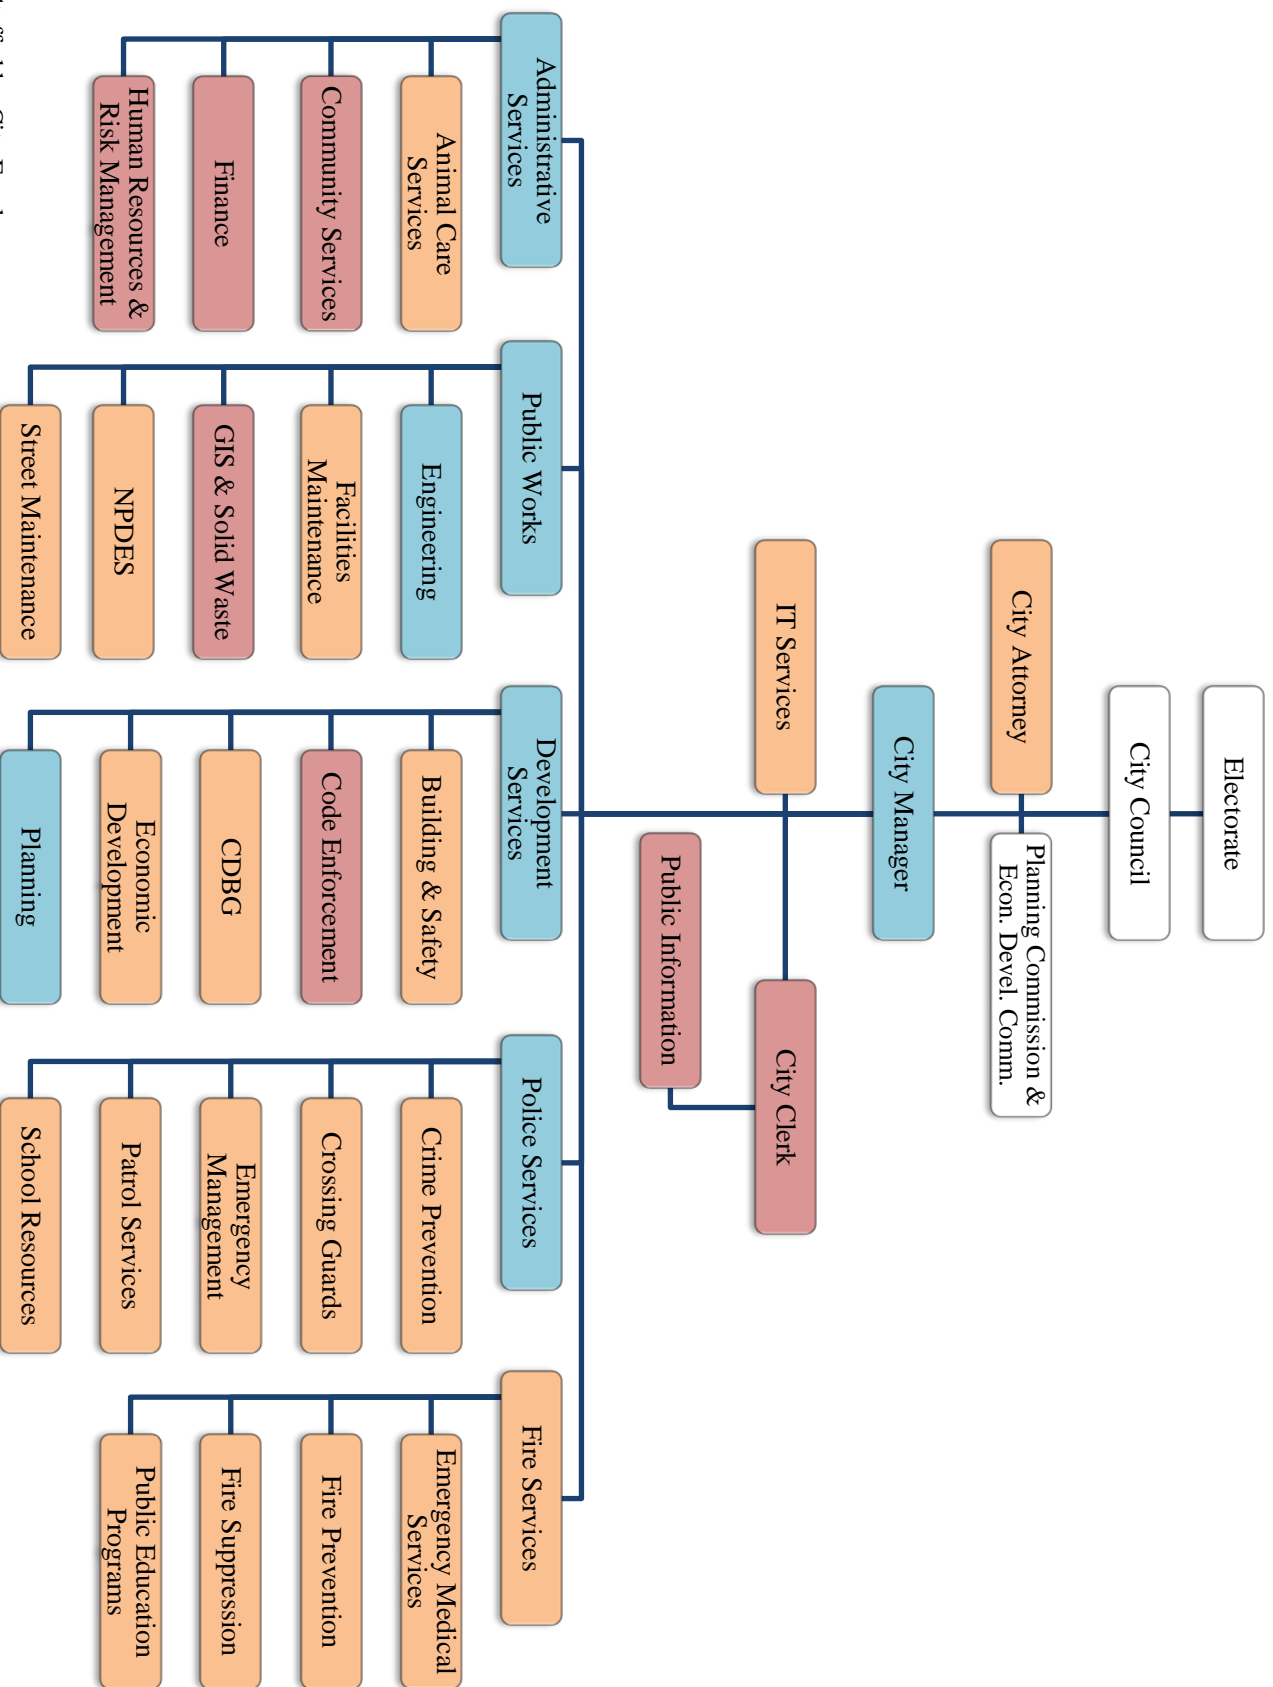 Electorate
City Council
City Attorney
Planning Commission &
Econ. Devel. Comm.
City Manager
IT Services
City Clerk
Public Information
Administrative
Services
Animal Care
Services
Community Services
Finance
Human Resources &
Risk Management
Public Works
Engineering
Facilities
Maintenance
GIS & Solid Waste
NPDES
Street Maintenance
Development
Services
Building & Safety
Code Enforcement
CDBG
Economic
Development
Planning
Police Services
Crime Prevention
Crossing Guards
Emergency
Management
Patrol Services
School Resources
Fire Services
Emergency Medical
Services
Fire Prevention
Fire Suppression
Public Education
Programs